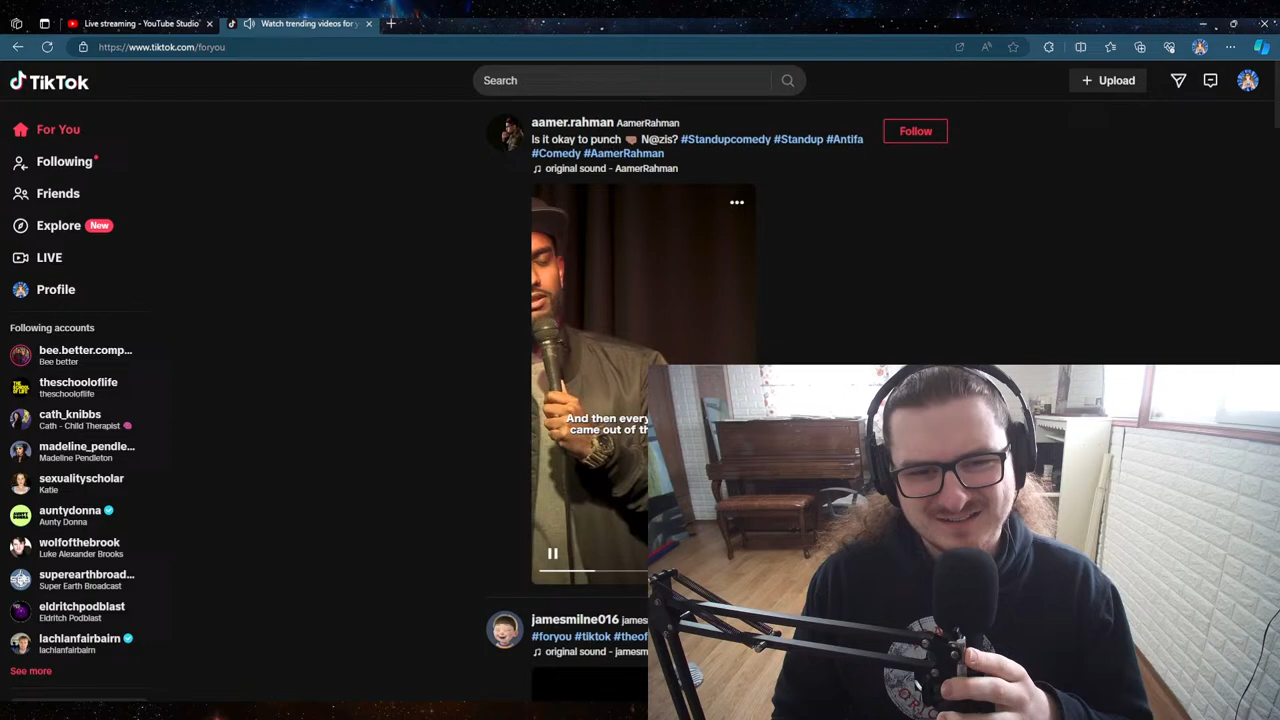 Live streaming - YouTube Studio
Watch trending videos for y
https://www.tiktok.com/foryou
TikTok
Search
Upload
For You
Following
Friends
Explore New
LIVE
Profile
Following accounts
bee.better.comp...
Bee better
theschooloflife
theschooloflife
cath_knibbs
Cath - Child Therapist
madeline_pendle...
Madeline Pendleton
sexualityscholar
Katie
auntydonna
Aunty Donna
wolfofthebrook
Luke Alexander Brooks
superearthbroad...
Super Earth Broadcast
eldritchpodblast
Eldritch Podblast
lachlanfairbairn
lachlanfairbairn
See more
aamer.rahman AamerRahman
Is it okay to punch 👊🏾 N@zis? #Standupcomedy #Standup #Antifa
#Comedy #AamerRahman
original sound - AamerRahman
Follow
And then every
came out of th
jamesmilne016 james
#foryou #tiktok #theof
original sound - jamesm